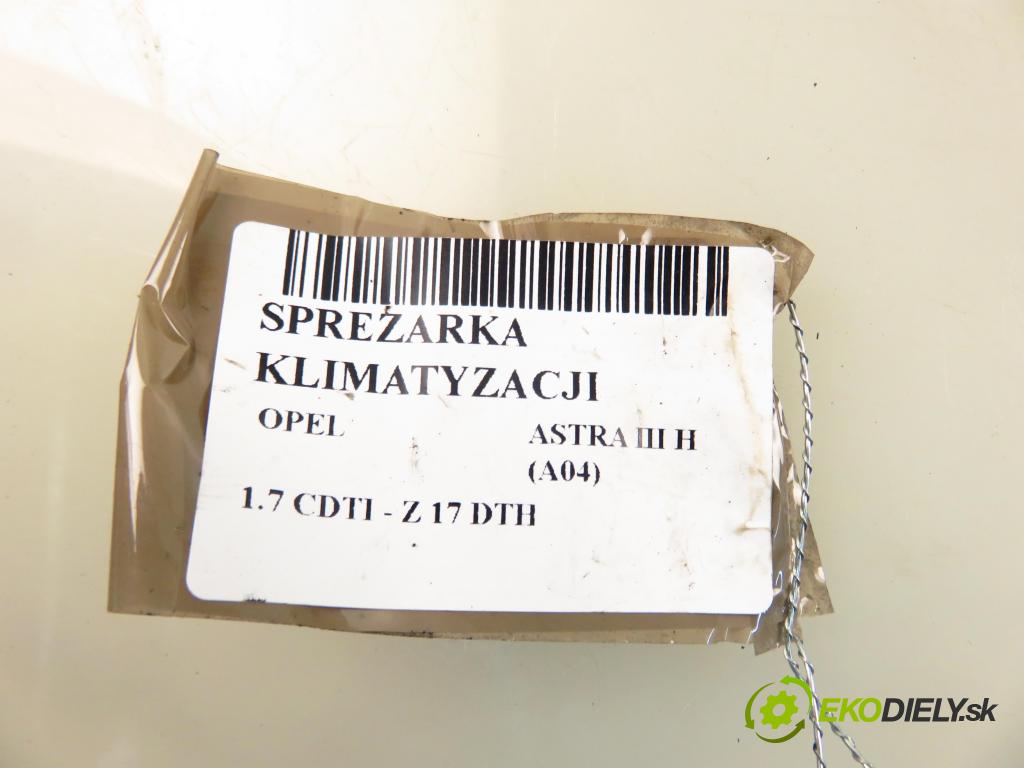 SPREŻARKA
KLIMATYZACJI
OPEL ASTRA III H
(A04)
1.7 CDTI - Z 17 DTH
EKODIELY.sk